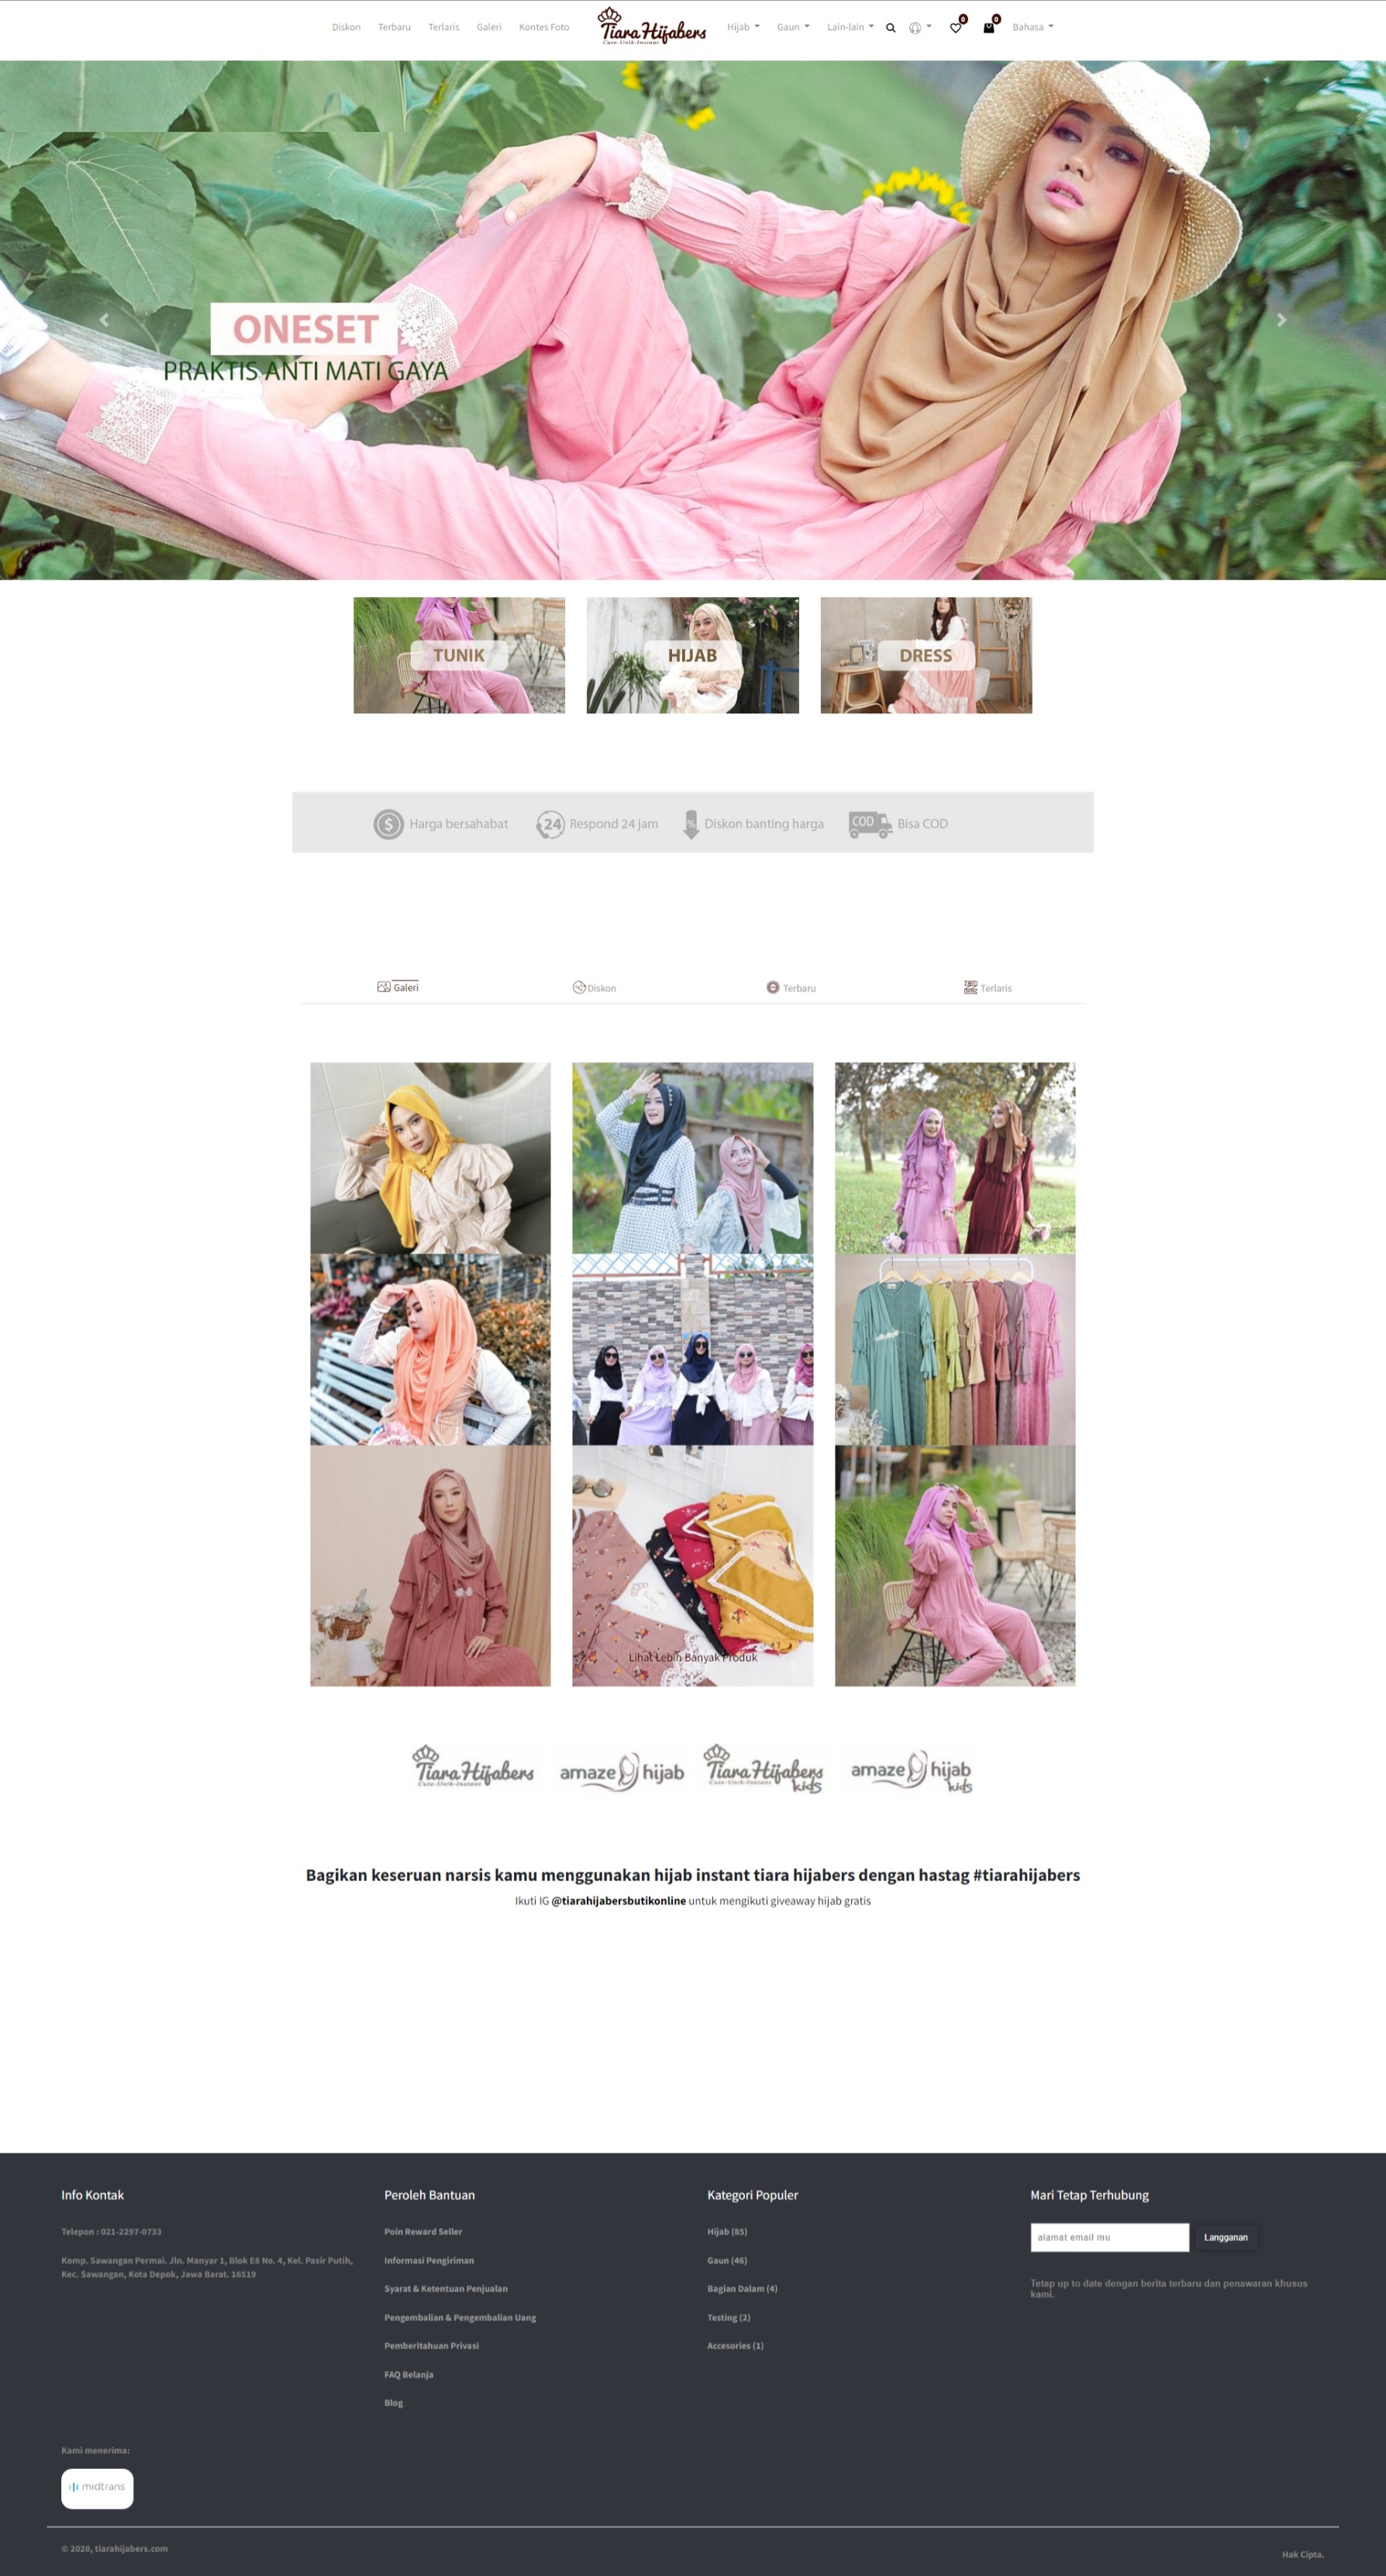 Diskon Terbaru Terlaris Galeri Kontes Foto Tiara Hijabers Hijab Gaun Lain-lain 0 0 Bahasa
Cute-Unik-Instant
ONESET
PRAKTIS ANTI MATI GAYA
TUNIK HIJAB DRESS
$ Harga bersahabat 24 Respond 24 jam % Diskon banting harga COD Bisa COD
Galeri Diskon Terbaru Terlaris
Lihat Lebih Banyak Produk
Tiara Hijabers amaze hijab Tiara Hijabers amaze hijab
Cute-Unik-Instant Cute-Unik-Instant kids kids
Bagikan keseruan narsis kamu menggunakan hijab instant tiara hijabers dengan hastag #tiarahijabers
Ikuti IG @tiarahijabersbutikonline untuk mengikuti giveaway hijab gratis
Info Kontak
Telepon : 021-2297-0733
Komp. Sawangan Permai. Jln. Manyar 1, Blok E8 No. 4, Kel. Pasir Putih,
Kec. Sawangan, Kota Depok, Jawa Barat. 16519
Peroleh Bantuan
Poin Reward Seller
Informasi Pengiriman
Syarat & Ketentuan Penjualan
Pengembalian & Pengembalian Uang
Pemberitahuan Privasi
FAQ Belanja
Blog
Kategori Populer
Hijab (85)
Gaun (46)
Bagian Dalam (4)
Testing (2)
Accesories (1)
Mari Tetap Terhubung
alamat email mu Langganan
Tetap up to date dengan berita terbaru dan penawaran khusus
kami.
Kami menerima:
midtrans
© 2020, tiarahijabers.com
Hak Cipta.